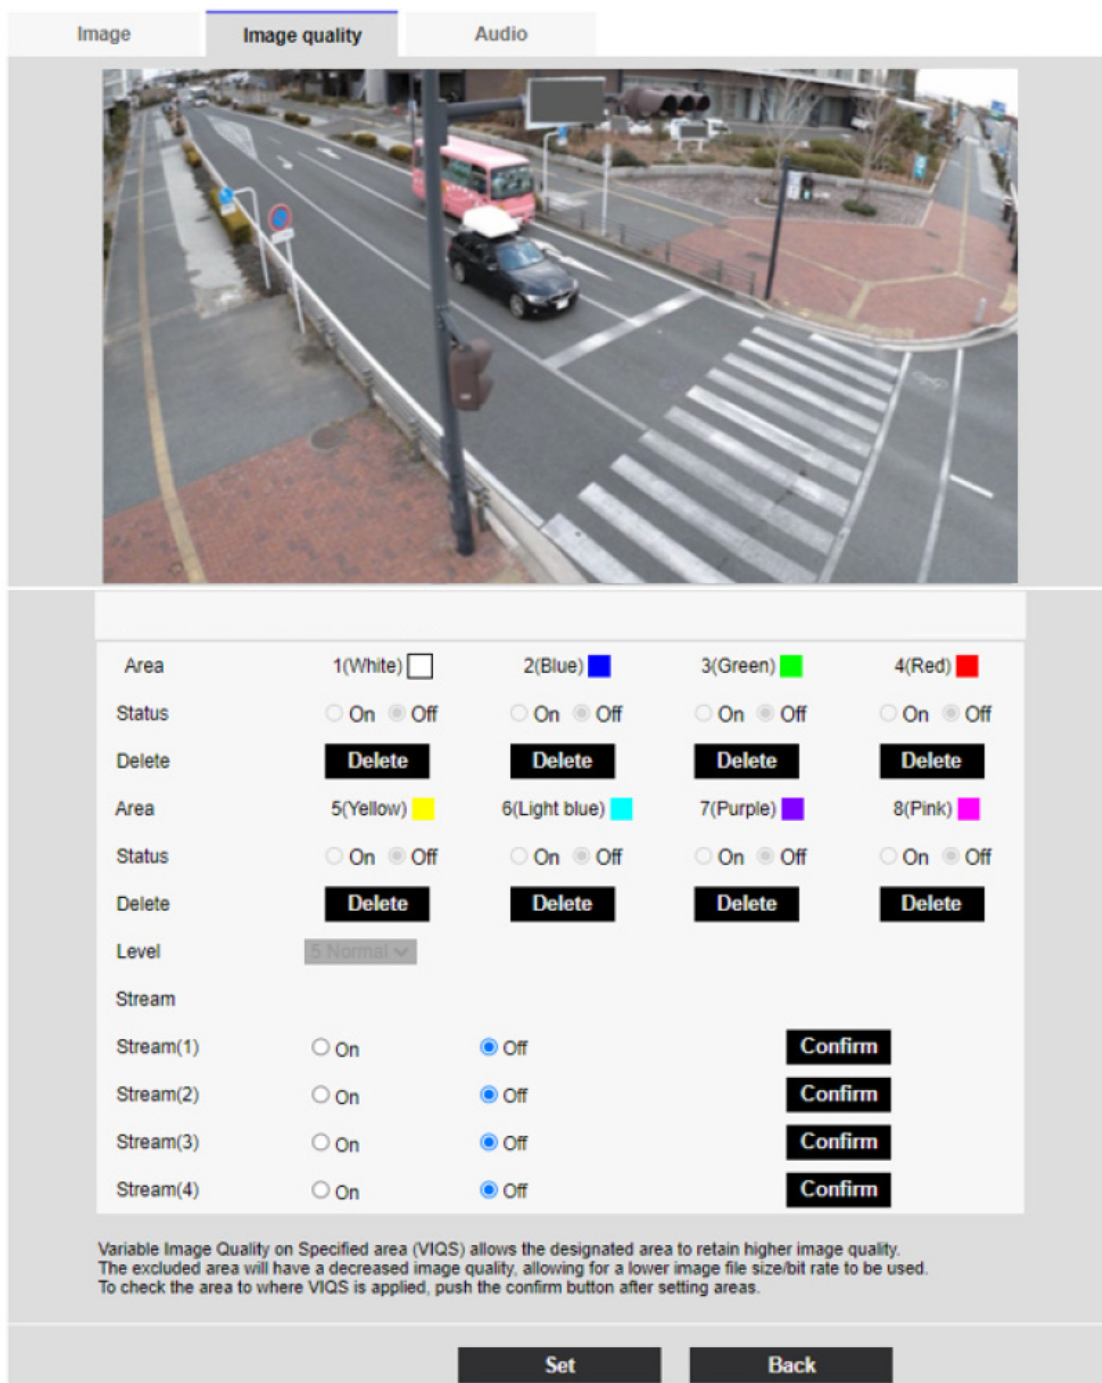 Image Image quality Audio
Area 1(White) 2(Blue) 3(Green) 4(Red)
Status On Off On Off On Off On Off
Delete Delete Delete Delete Delete
Area 5(Yellow) 6(Light blue) 7(Purple) 8(Pink)
Status On Off On Off On Off On Off
Delete Delete Delete Delete Delete
Level 5 Normal
Stream
Stream(1) On Off Confirm
Stream(2) On Off Confirm
Stream(3) On Off Confirm
Stream(4) On Off Confirm
Variable Image Quality on Specified area (VIQS) allows the designated area to retain higher image quality.
The excluded area will have a decreased image quality, allowing for a lower image file size/bit rate to be used.
To check the area to where VIQS is applied, push the confirm button after setting areas.
Set Back